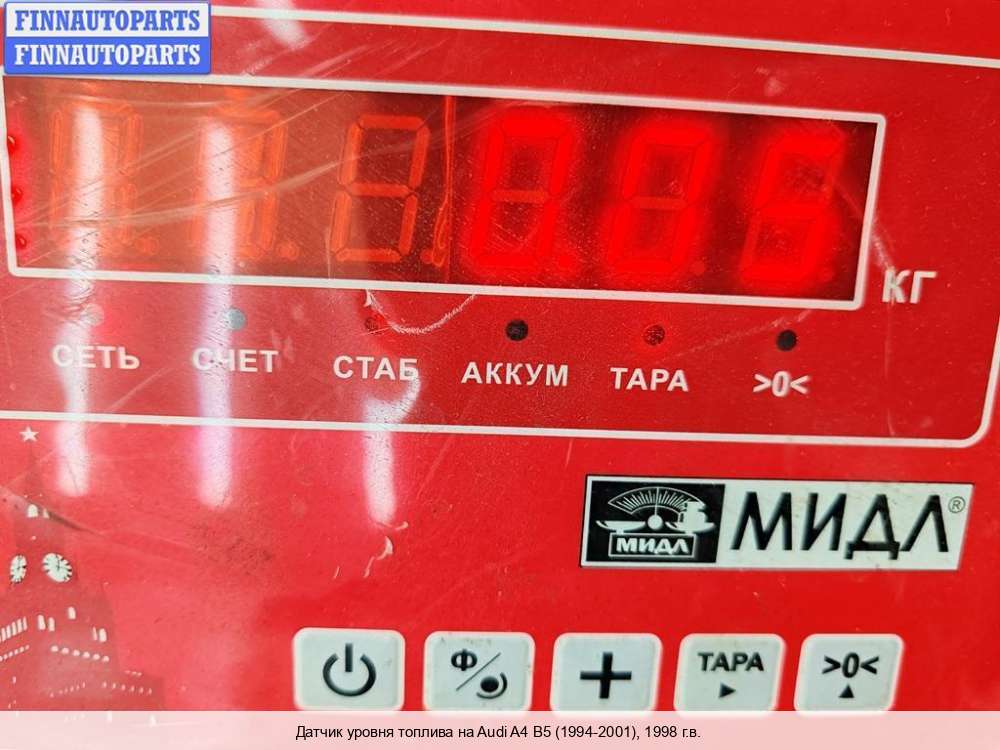 FINNAUTOPARTS
FINNAUTOPARTS
0.25
КГ
СЕТЬ СЧЕТ СТАБ АККУМ ТАРА >0<
МИДЛ МИДЛ®
Ф
+
ТАРА
>0<
Датчик уровня топлива на Audi A4 B5 (1994-2001), 1998 г.в.